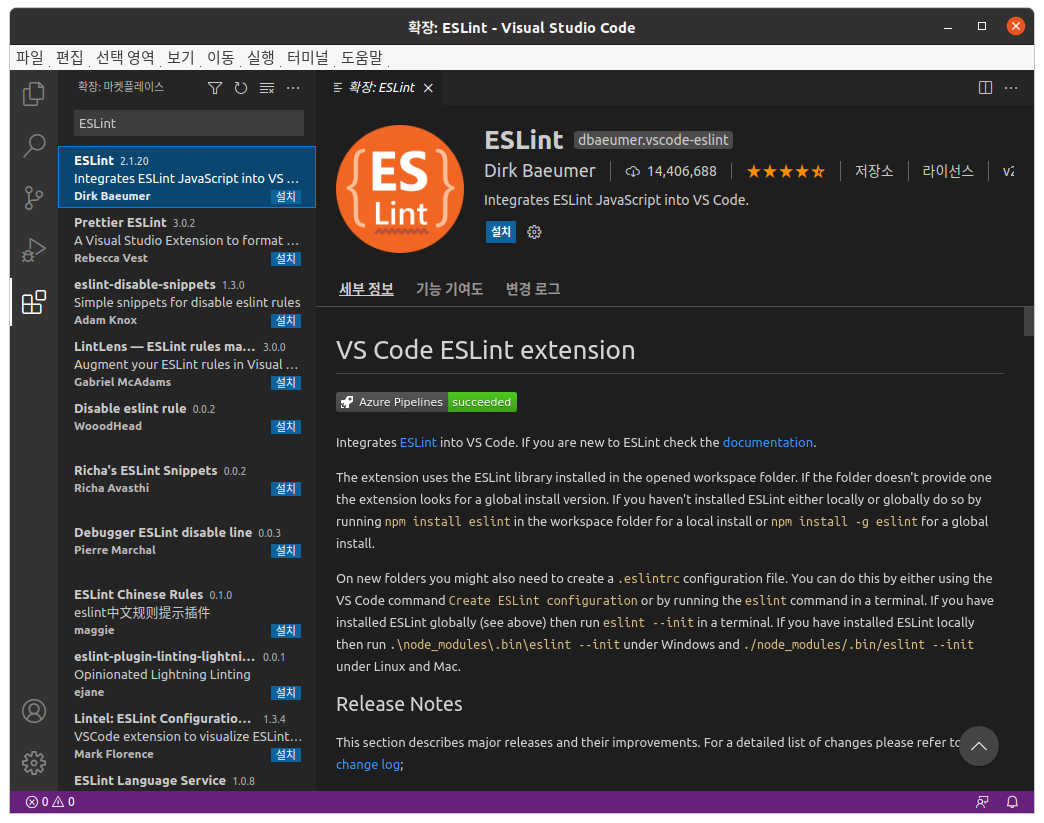 확장: ESLint - Visual Studio Code
파일 편집 선택 영역 보기 이동 실행 터미널 도움말
확장: 마켓플레이스
ESLint
ESLint 2.1.20
Integrates ESLint JavaScript into VS ...
Dirk Baeumer 설치
Prettier ESLint 3.0.2
A Visual Studio Extension to format ...
Rebecca Vest 설치
eslint-disable-snippets 1.3.0
Simple snippets for disable eslint rules
Adam Knox 설치
LintLens — ESLint rules ma... 3.0.0
Augment your ESLint rules in Visual ...
Gabriel McAdams 설치
Disable eslint rule 0.0.2
WooodHead 설치
Richa's ESLint Snippets 0.0.2
Richa Avasthi 설치
Debugger ESLint disable line 0.0.3
Pierre Marchal 설치
ESLint Chinese Rules 0.1.0
eslint中文规则提示插件
maggie 설치
eslint-plugin-linting-lightni... 0.0.1
Opinionated Lightning Linting
ejane 설치
Lintel: ESLint Configuratio... 1.3.4
VSCode extension to visualize ESLint...
Mark Florence 설치
ESLint Language Service 1.0.8
확장: ESLint
{ES
Lint}
ESLint dbaeumer.vscode-eslint
Dirk Baeumer 14,406,688 저장소 라이선스 v2
Integrates ESLint JavaScript into VS Code.
설치
세부 정보 기능 기여도 변경 로그
VS Code ESLint extension
Azure Pipelines succeeded
Integrates ESLint into VS Code. If you are new to ESLint check the documentation.
The extension uses the ESLint library installed in the opened workspace folder. If the folder doesn't provide one
the extension looks for a global install version. If you haven't installed ESLint either locally or globally do so by
running npm install eslint in the workspace folder for a local install or npm install -g eslint for a global
install.
On new folders you might also need to create a .eslintrc configuration file. You can do this by either using the
VS Code command Create ESLint configuration or by running the eslint command in a terminal. If you have
installed ESLint globally (see above) then run eslint --init in a terminal. If you have installed ESLint locally
then run .\node_modules\.bin\eslint --init under Windows and ./node_modules/.bin/eslint --init
under Linux and Mac.
Release Notes
This section describes major releases and their improvements. For a detailed list of changes please refer to
change log;
0 0